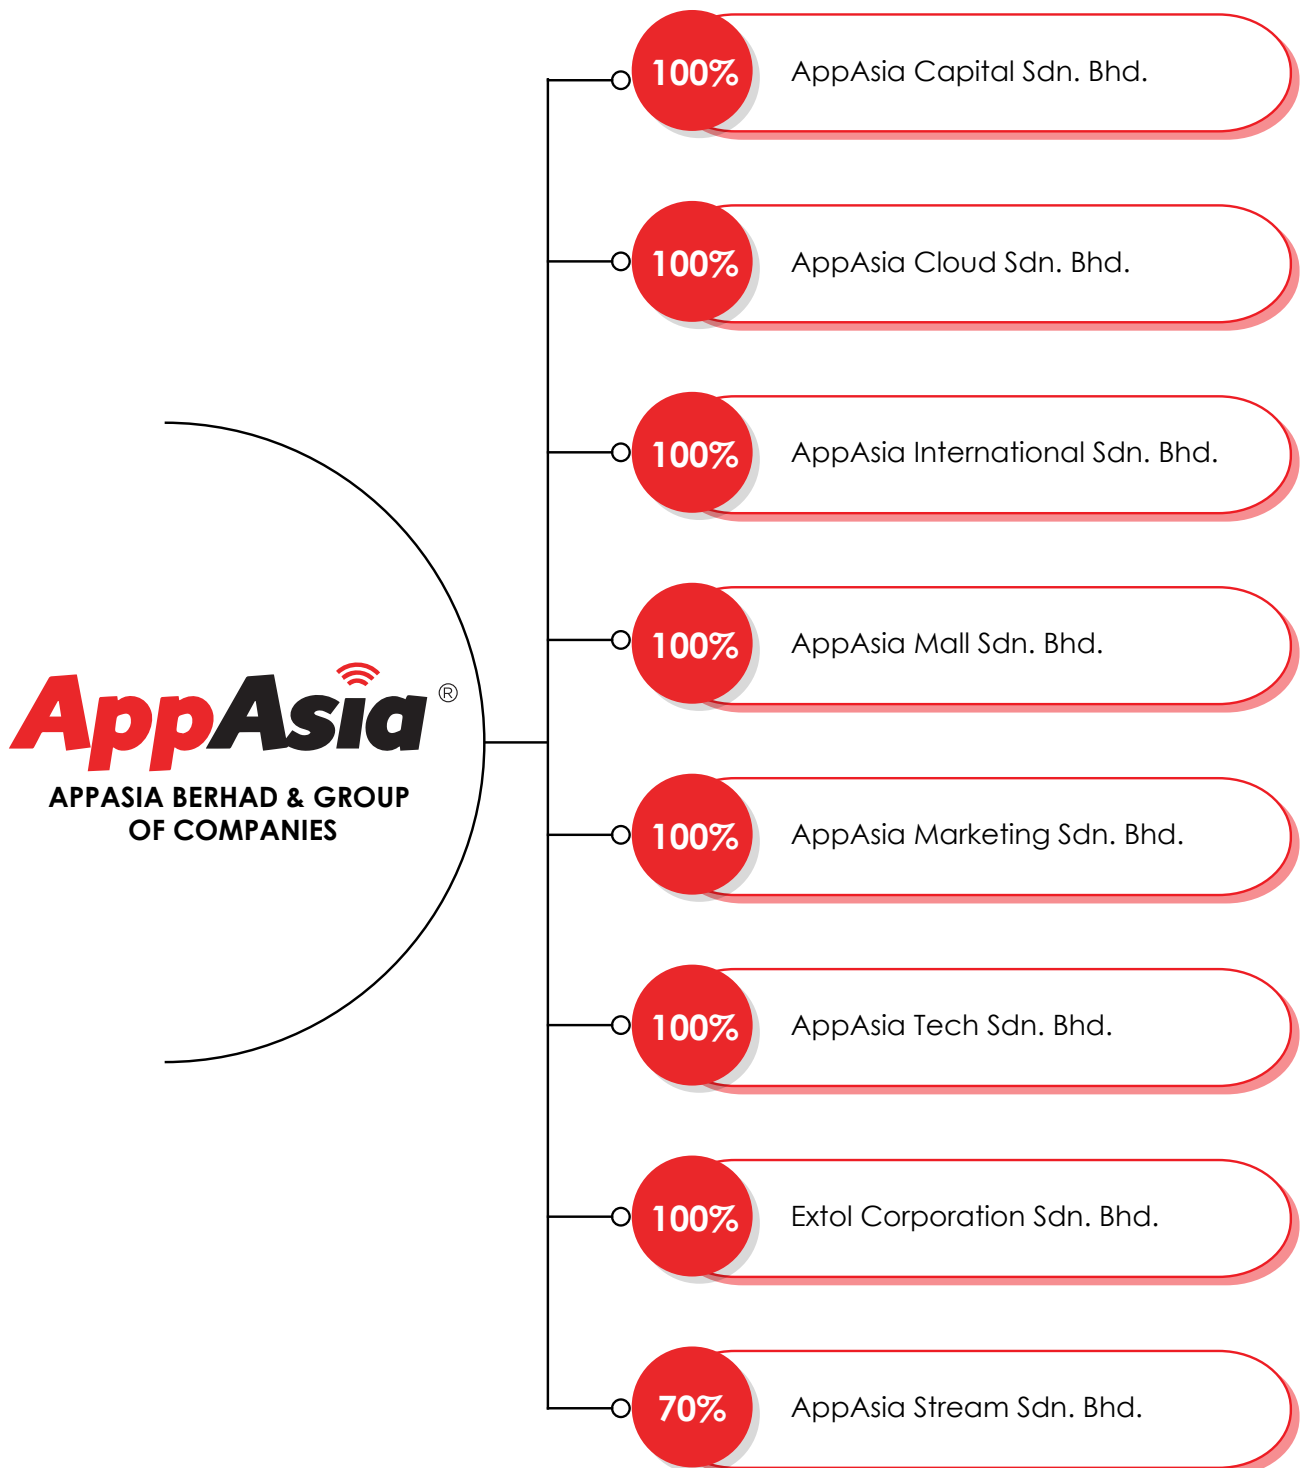 AppAsia®
APPASIA BERHAD & GROUP
OF COMPANIES
100% AppAsia Capital Sdn. Bhd.
100% AppAsia Cloud Sdn. Bhd.
100% AppAsia International Sdn. Bhd.
100% AppAsia Mall Sdn. Bhd.
100% AppAsia Marketing Sdn. Bhd.
100% AppAsia Tech Sdn. Bhd.
100% Extol Corporation Sdn. Bhd.
70% AppAsia Stream Sdn. Bhd.